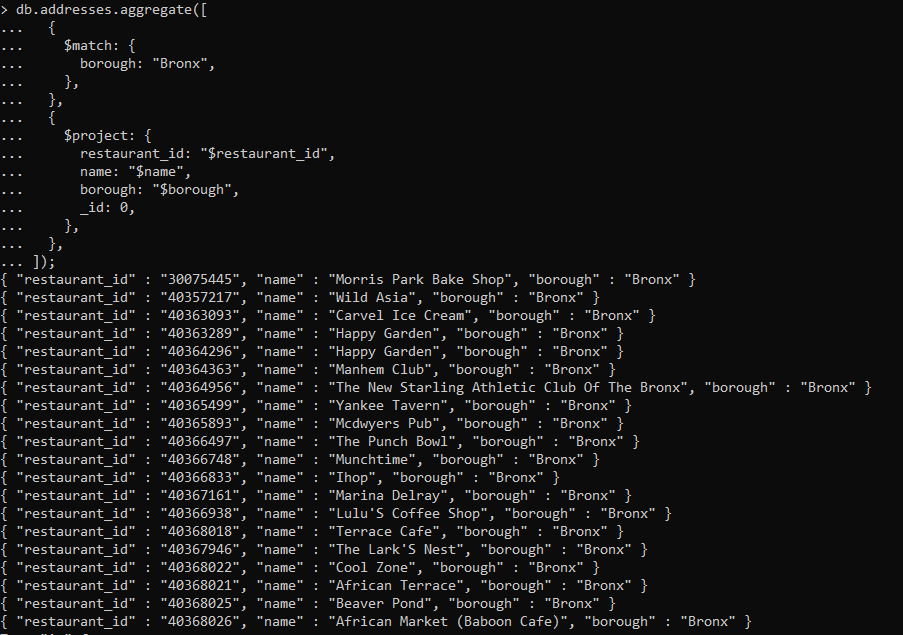 > db.addresses.aggregate([
...   {
...     $match: {
...       borough: "Bronx",
...     },
...   },
...   {
...     $project: {
...       restaurant_id: "$restaurant_id",
...       name: "$name",
...       borough: "$borough",
...       _id: 0,
...     },
...   },
... ]);
{ "restaurant_id" : "30075445", "name" : "Morris Park Bake Shop", "borough" : "Bronx" }
{ "restaurant_id" : "40357217", "name" : "Wild Asia", "borough" : "Bronx" }
{ "restaurant_id" : "40363093", "name" : "Carvel Ice Cream", "borough" : "Bronx" }
{ "restaurant_id" : "40363289", "name" : "Happy Garden", "borough" : "Bronx" }
{ "restaurant_id" : "40364296", "name" : "Happy Garden", "borough" : "Bronx" }
{ "restaurant_id" : "40364363", "name" : "Manhem Club", "borough" : "Bronx" }
{ "restaurant_id" : "40364956", "name" : "The New Starling Athletic Club Of The Bronx", "borough" : "Bronx" }
{ "restaurant_id" : "40365499", "name" : "Yankee Tavern", "borough" : "Bronx" }
{ "restaurant_id" : "40365893", "name" : "Mcdwyers Pub", "borough" : "Bronx" }
{ "restaurant_id" : "40366497", "name" : "The Punch Bowl", "borough" : "Bronx" }
{ "restaurant_id" : "40366748", "name" : "Munchtime", "borough" : "Bronx" }
{ "restaurant_id" : "40366833", "name" : "Ihop", "borough" : "Bronx" }
{ "restaurant_id" : "40367161", "name" : "Marina Delray", "borough" : "Bronx" }
{ "restaurant_id" : "40366938", "name" : "Lulu'S Coffee Shop", "borough" : "Bronx" }
{ "restaurant_id" : "40368018", "name" : "Terrace Cafe", "borough" : "Bronx" }
{ "restaurant_id" : "40367946", "name" : "The Lark'S Nest", "borough" : "Bronx" }
{ "restaurant_id" : "40368022", "name" : "Cool Zone", "borough" : "Bronx" }
{ "restaurant_id" : "40368021", "name" : "African Terrace", "borough" : "Bronx" }
{ "restaurant_id" : "40368025", "name" : "Beaver Pond", "borough" : "Bronx" }
{ "restaurant_id" : "40368026", "name" : "African Market (Baboon Cafe)", "borough" : "Bronx" }